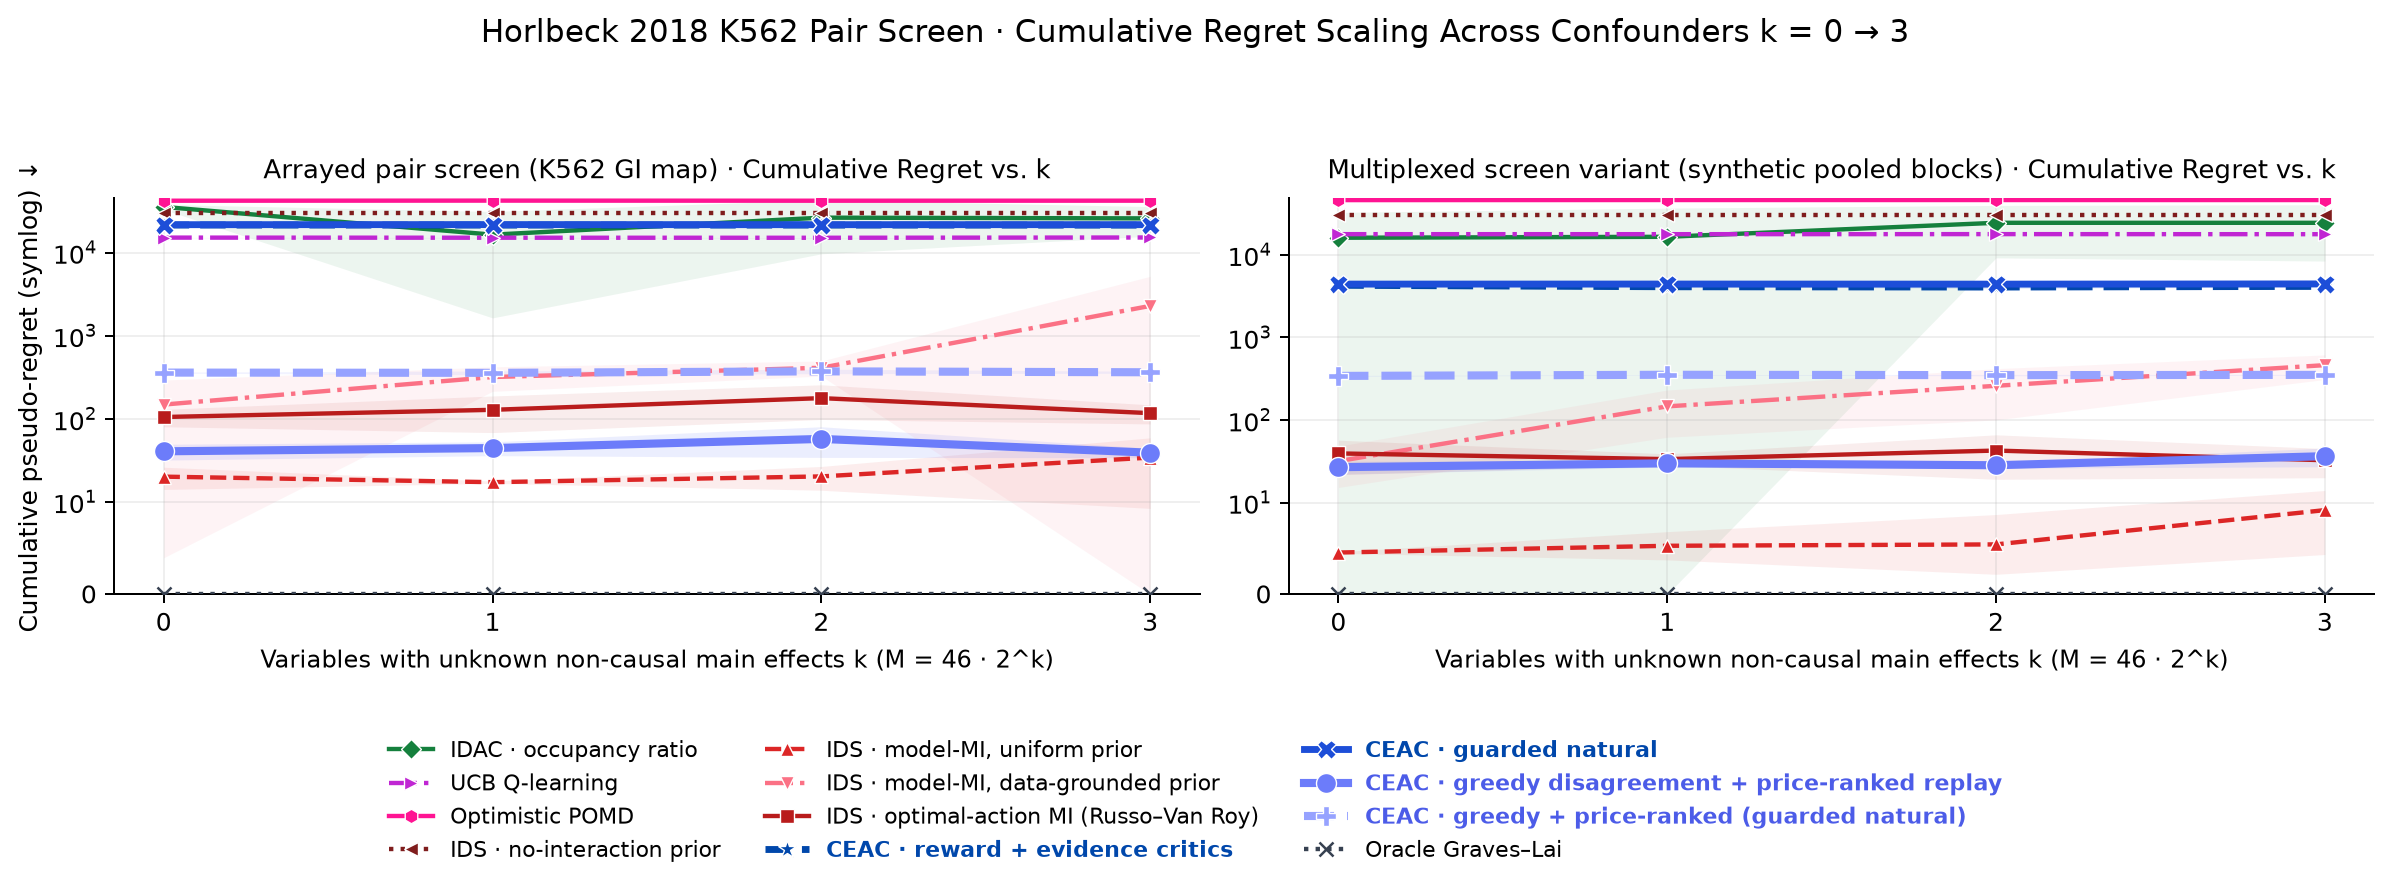 Horlbeck 2018 K562 Pair Screen · Cumulative Regret Scaling Across Confounders k = 0 → 3
Arrayed pair screen (K562 GI map) · Cumulative Regret vs. k
Cumulative pseudo-regret (symlog) →
10⁴
10³
10²
10¹
0
0 1 2 3
Variables with unknown non-causal main effects k (M = 46 · 2^k)
Multiplexed screen variant (synthetic pooled blocks) · Cumulative Regret vs. k
10⁴
10³
10²
10¹
0
0 1 2 3
Variables with unknown non-causal main effects k (M = 46 · 2^k)
IDAC · occupancy ratio
UCB Q-learning
Optimistic POMD
IDS · no-interaction prior
IDS · model-MI, uniform prior
IDS · model-MI, data-grounded prior
IDS · optimal-action MI (Russo–Van Roy)
CEAC · reward + evidence critics
CEAC · guarded natural
CEAC · greedy disagreement + price-ranked replay
CEAC · greedy + price-ranked (guarded natural)
Oracle Graves–Lai